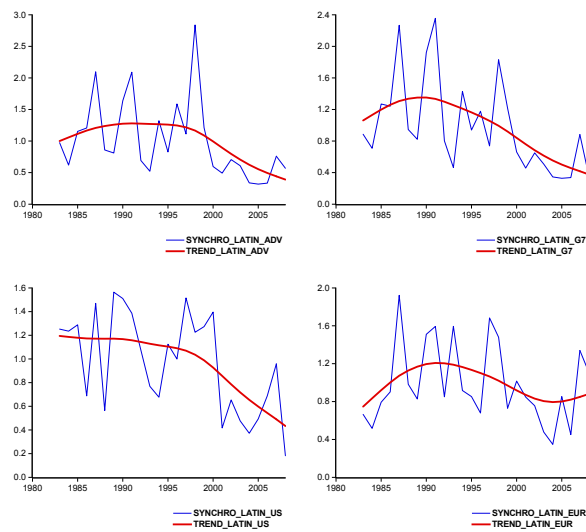 3.0
2.5
2.0
1.5
1.0
0.5
0.0
1980 1985 1990 1995 2000 2005
SYNCHRO_LATIN_ADV
TREND_LATIN_ADV
2.4
2.0
1.6
1.2
0.8
0.4
0.0
1980 1985 1990 1995 2000 2005
SYNCHRO_LATIN_G7
TREND_LATIN_G7
1.6
1.4
1.2
1.0
0.8
0.6
0.4
0.2
0.0
1980 1985 1990 1995 2000 2005
SYNCHRO_LATIN_US
TREND_LATIN_US
2.0
1.6
1.2
0.8
0.4
0.0
1980 1985 1990 1995 2000 2005
SYNCHRO_LATIN_EUR
TREND_LATIN_EUR